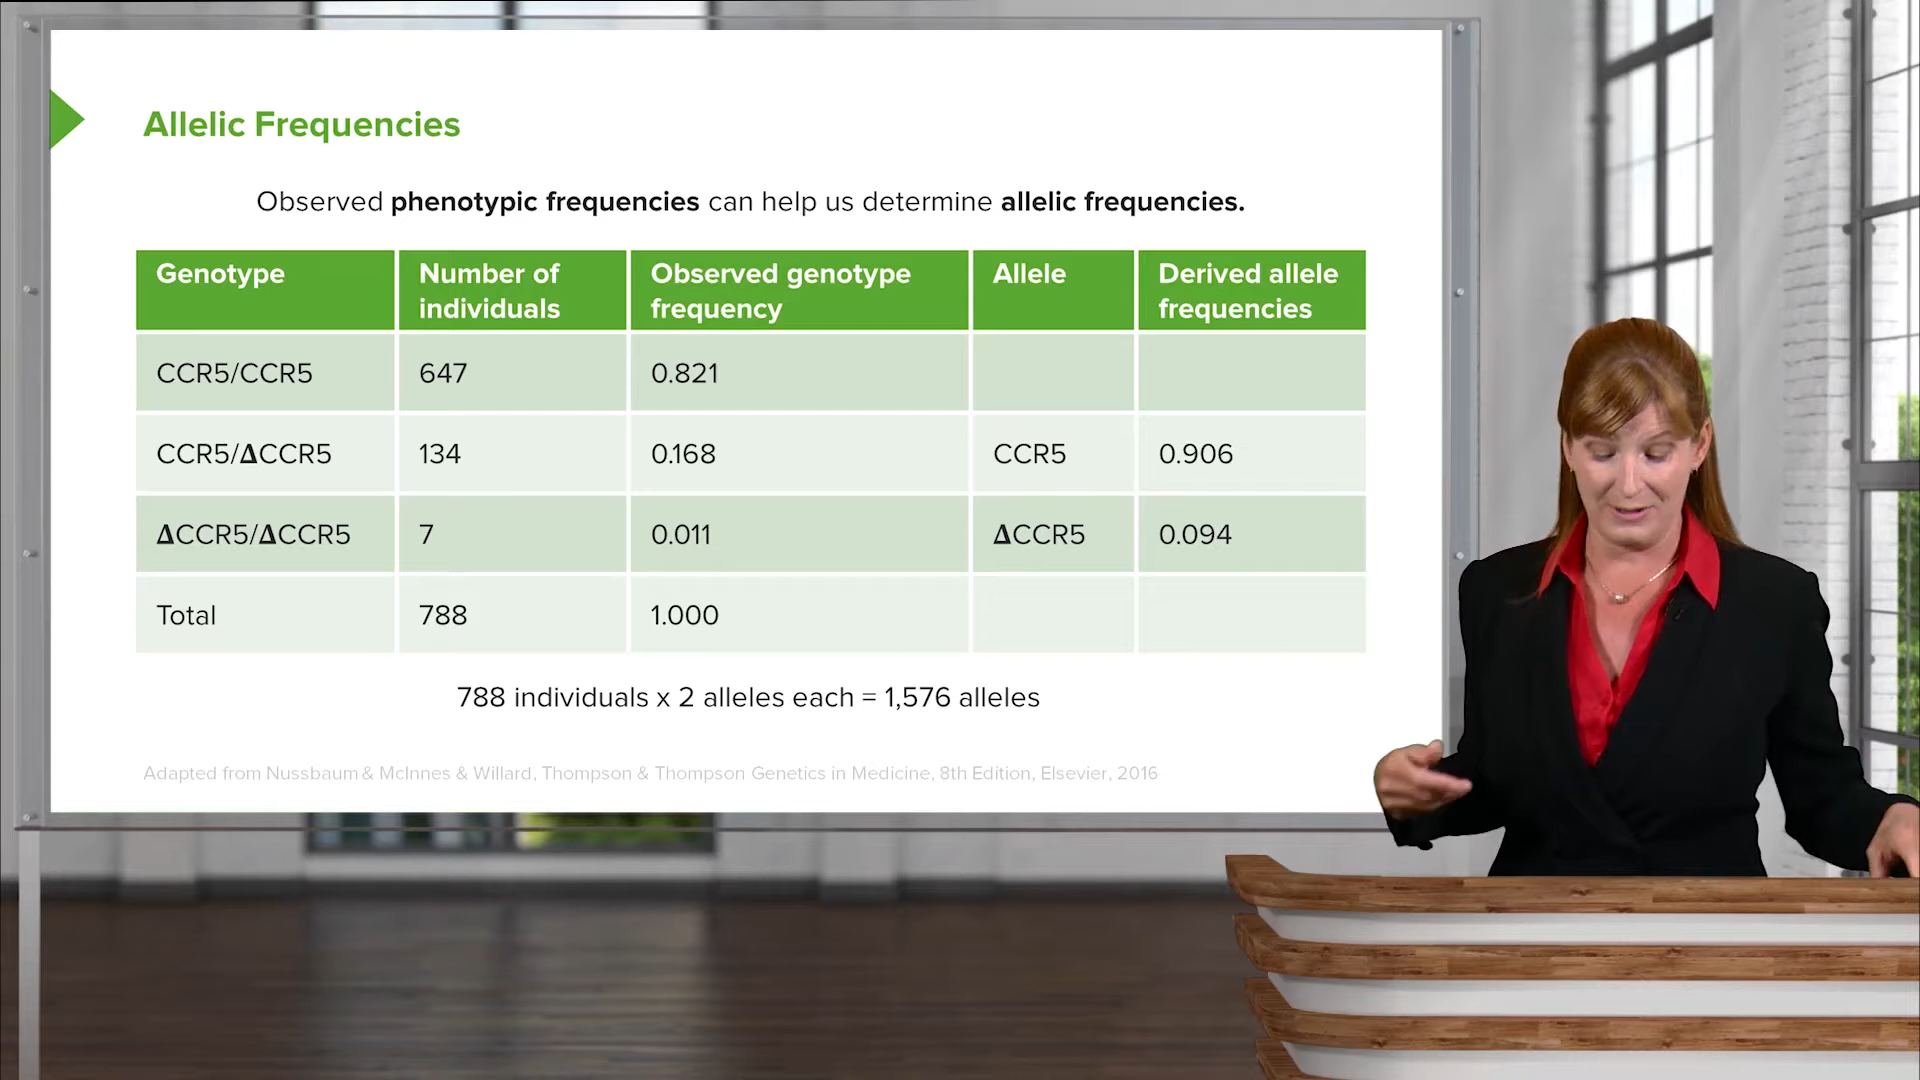 Allelic Frequencies
Observed phenotypic frequencies can help us determine allelic frequencies.
Genotype Number of individuals Observed genotype frequency Allele Derived allele frequencies
CCR5/CCR5 647 0.821
CCR5/ΔCCR5 134 0.168 CCR5 0.906
ΔCCR5/ΔCCR5 7 0.011 ΔCCR5 0.094
Total 788 1.000
788 individuals x 2 alleles each = 1,576 alleles
Adapted from Nussbaum & McInnes & Willard, Thompson & Thompson Genetics in Medicine, 8th Edition, Elsevier, 2016